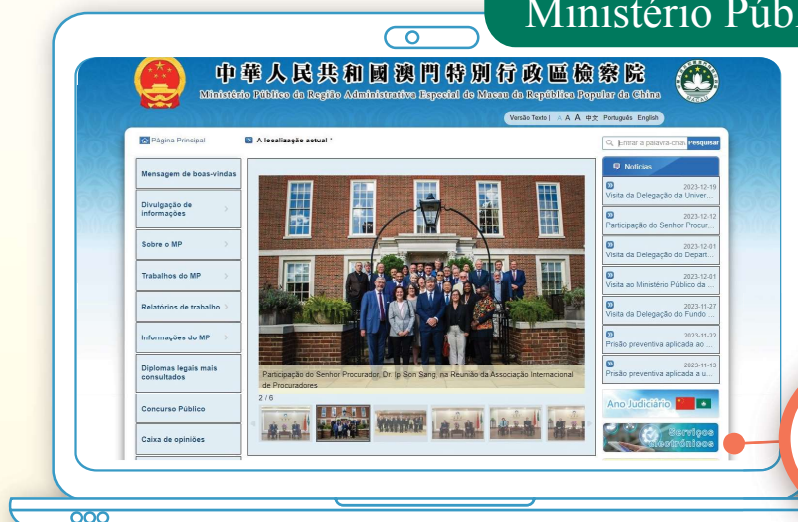 Ministério Públ
中華人民共和國澳門特別行政區檢察院
Ministério Público da Região Administrativa Especial de Macau da República Popular da China
Versão Texto | A A A 中文 Português English
Página Principal
A localização actual
Entrar a palavra-chav Pesquisar
Mensagem de boas-vindas
Divulgação de
informações
Sobre o MP
Trabalhos do MP
Relatórios de trabalho
Informações do MP
Diplomas legais mais
consultados
Concurso Público
Caixa de opiniões
Participação do Senhor Procurador, Dr. Ip Son Sang, na Reunião da Associação Internacional
de Procuradores
2 / 6
Notícias
2023-12-19
Visita da Delegação da Univer...
2023-12-12
Participação do Senhor Procur...
2023-12-01
Visita da Delegação do Depart...
2023-12-01
Visita ao Ministério Público da ...
2023-11-27
Visita da Delegação do Fundo ...
Prisão preventiva aplicada ao ...
2023-11-13
Prisão preventiva aplicada a u...
Ano Judiciário
Serviços
electrónicos